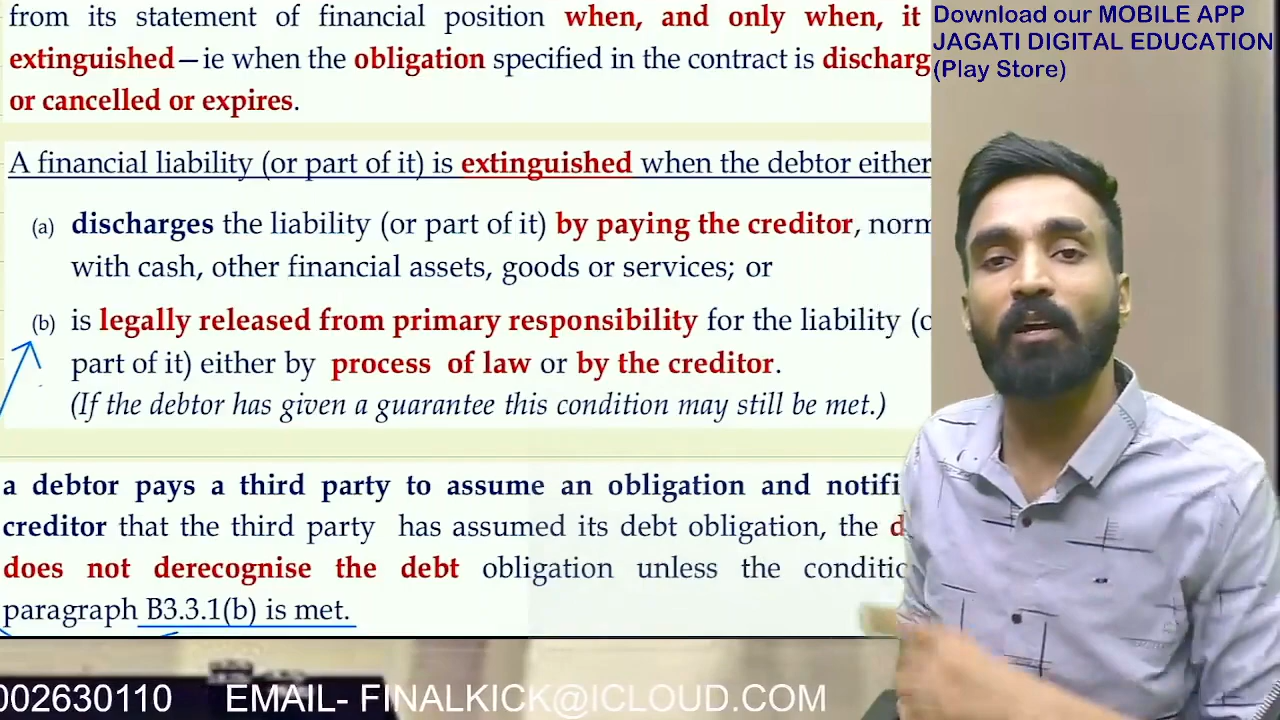 from its statement of financial position when, and only when, it
extinguished—ie when the obligation specified in the contract is discharg
or cancelled or expires.
A financial liability (or part of it) is extinguished when the debtor either
(a) discharges the liability (or part of it) by paying the creditor, norm
with cash, other financial assets, goods or services; or
(b) is legally released from primary responsibility for the liability (o
part of it) either by process of law or by the creditor.
(If the debtor has given a guarantee this condition may still be met.)
a debtor pays a third party to assume an obligation and notifi
creditor that the third party has assumed its debt obligation, the d
does not derecognise the debt obligation unless the conditio
paragraph B3.3.1(b) is met.
Download our MOBILE APP
JAGATI DIGITAL EDUCATION
(Play Store)
002630110 EMAIL- FINALKICK@ICLOUD.COM